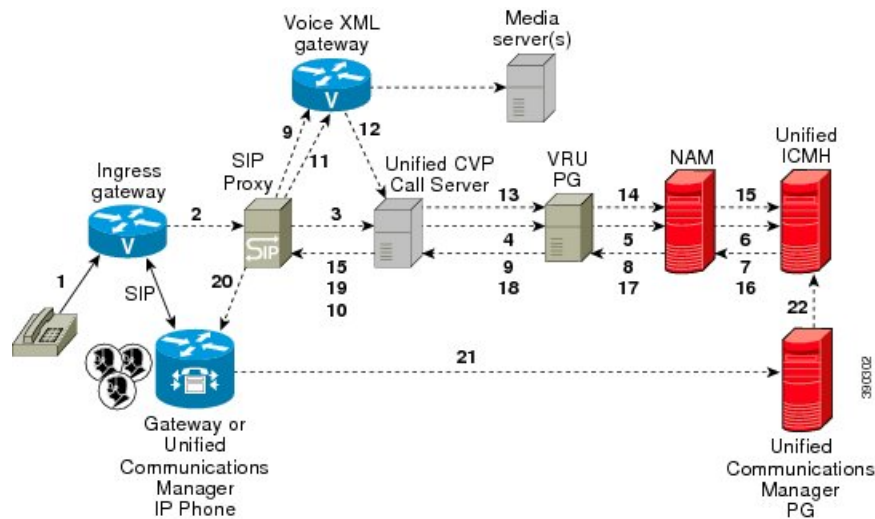 Voice XML
gateway
Media
server(s)
9
11
12
Ingress
gateway
SIP
Proxy
Unified CVP
Call Server
VRU
PG
NAM
Unified
ICMH
V
V
2
3
13
14
15
SIP
4
5
6
1
SIP
20
15
9
8
7
19
18
17
16
10
22
21
390302
Gateway or
Unified
Communications
Manager
IP Phone
Unified
Communications
Manager
PG